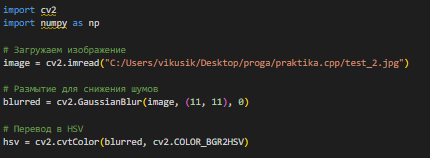 import cv2
import numpy as np
# Загружаем изображение
image = cv2.imread("C:/Users/vikusik/Desktop/proga/praktika.cpp/test_2.jpg")
# Размытие для снижения шумов
blurred = cv2.GaussianBlur(image, (11, 11), 0)
# Перевод в HSV
hsv = cv2.cvtColor(blurred, cv2.COLOR_BGR2HSV)